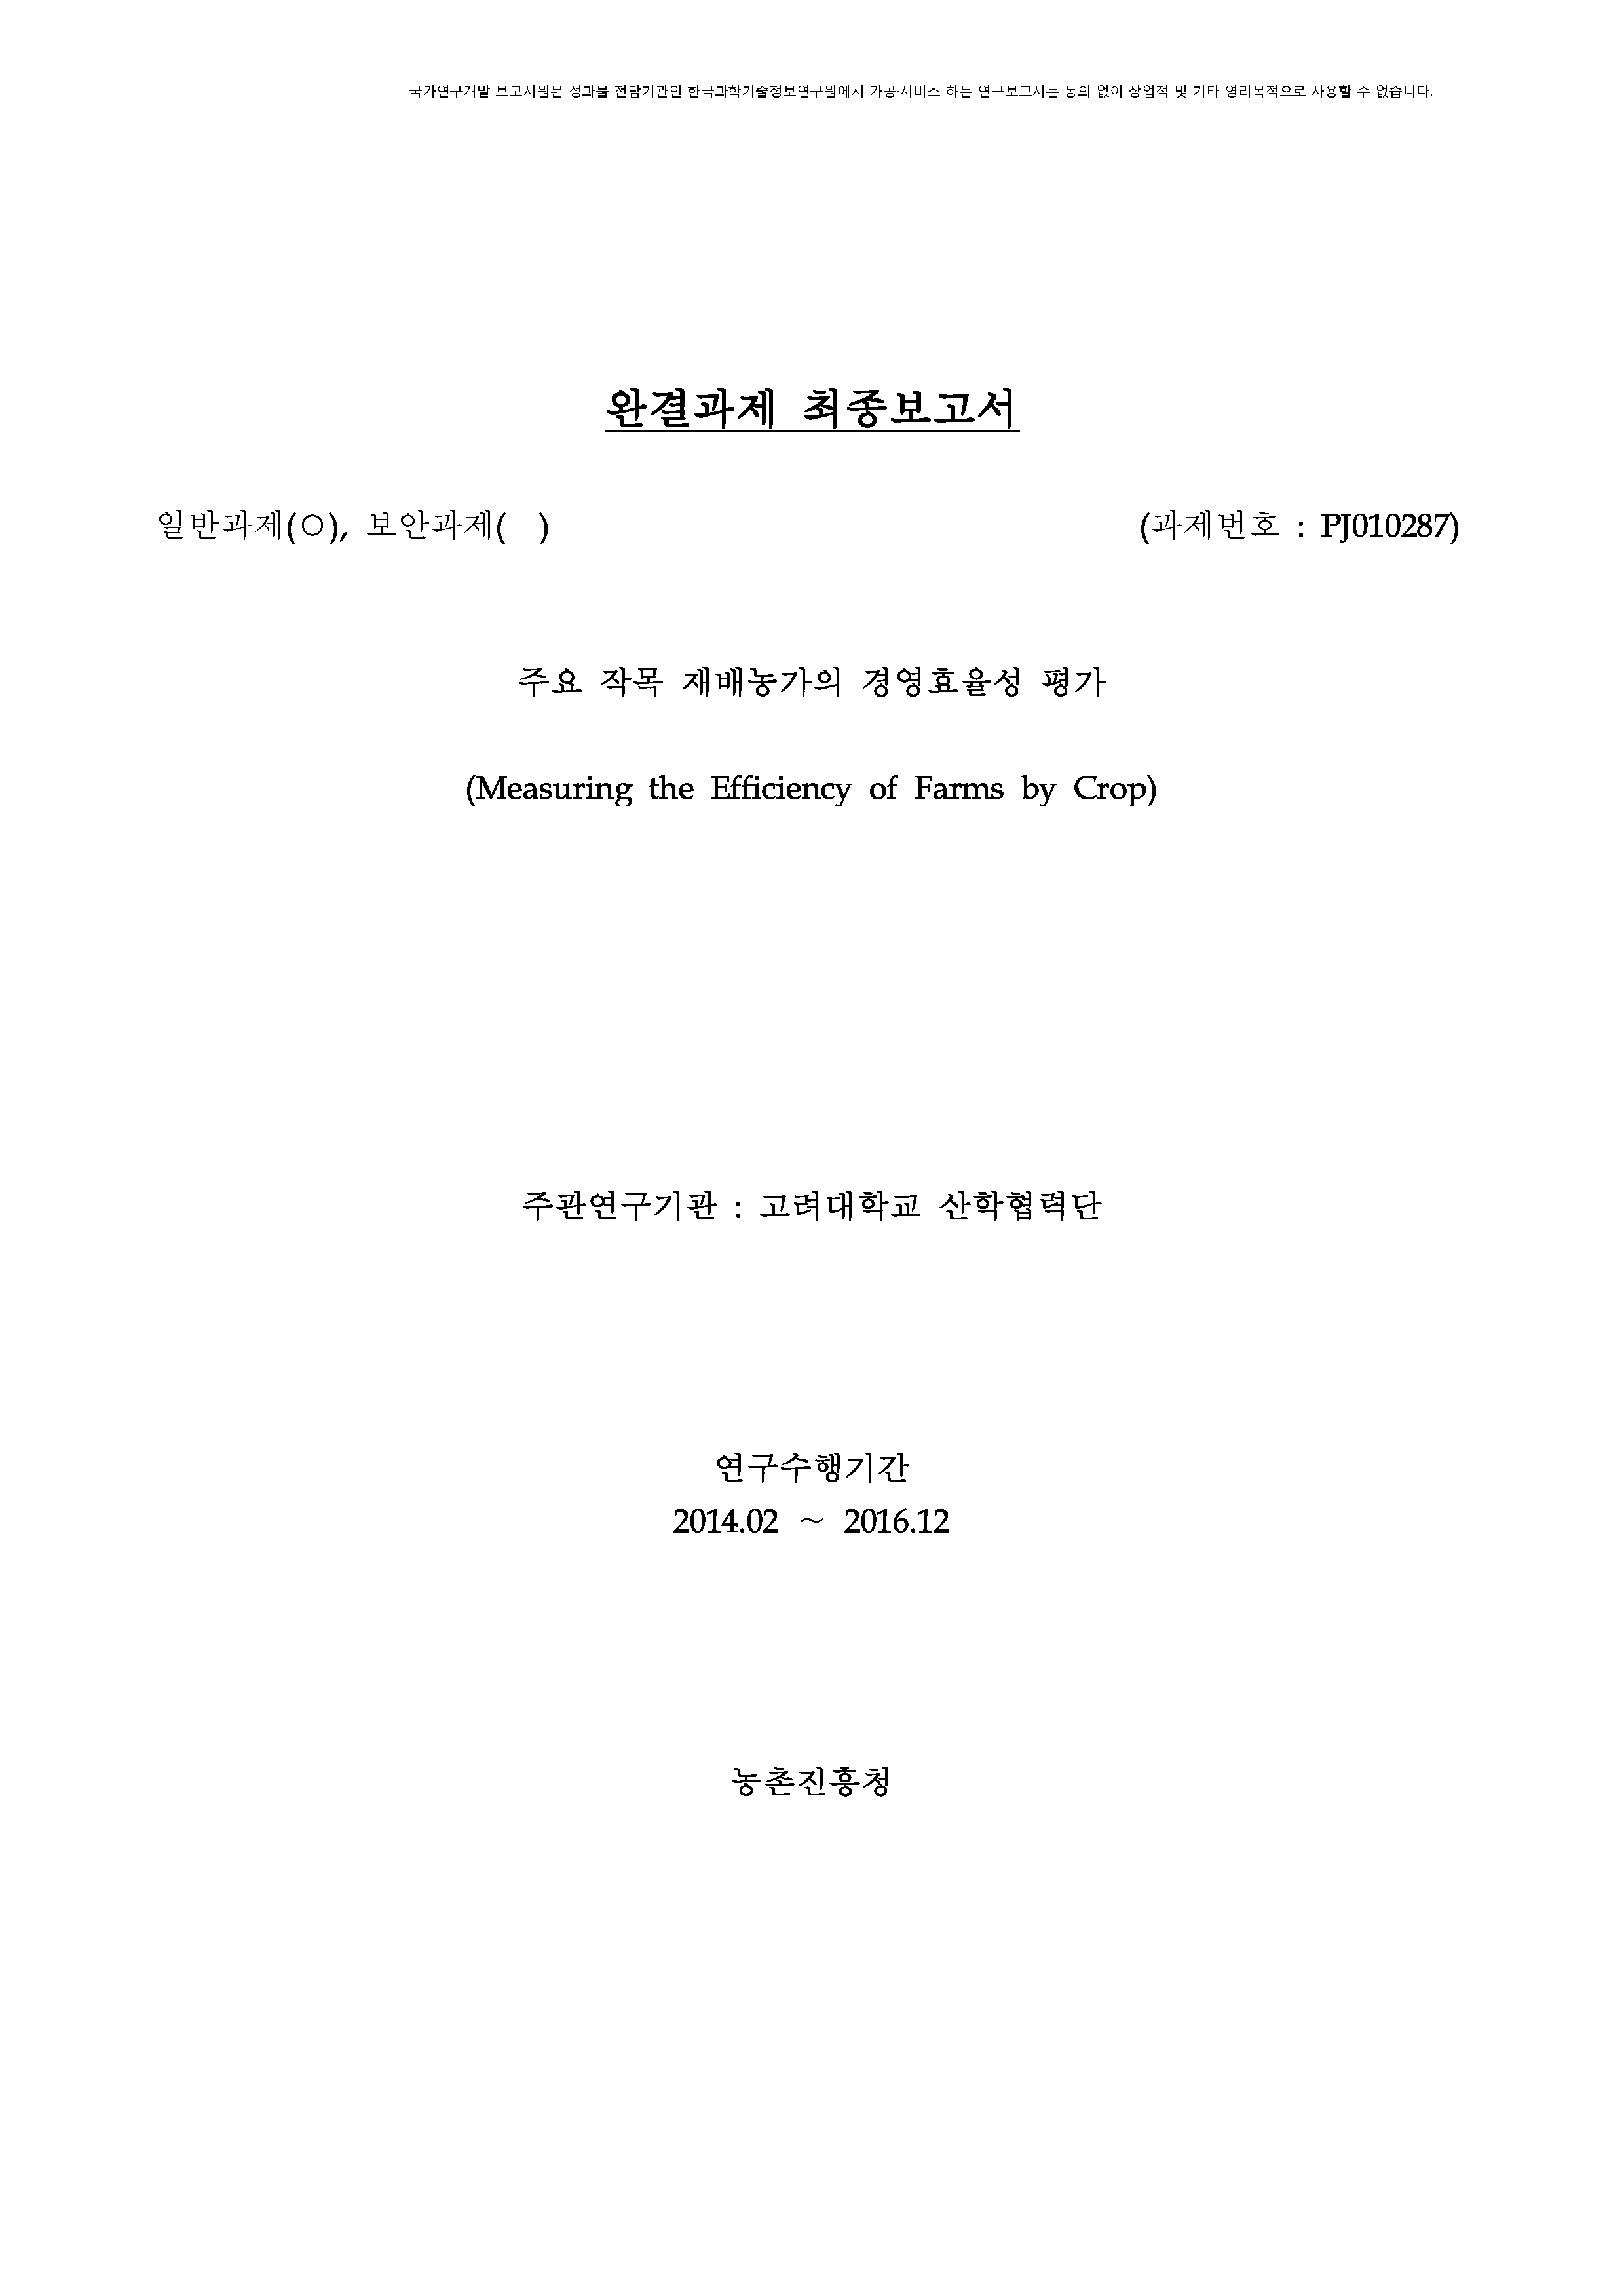 국가연구개발 보고서원문 성과물 전담기관인 한국과학기술정보연구원에서 가공·서비스 하는 연구보고서는 동의 없이 상업적 및 기타 영리목적으로 사용할 수 없습니다.
완결과제 최종보고서
일반과제(○), 보안과제( ) (과제번호 : PJ010287)
주요 작목 재배농가의 경영효율성 평가
(Measuring the Efficiency of Farms by Crop)
주관연구기관 : 고려대학교 산학협력단
연구수행기간
2014.02 ~ 2016.12
농촌진흥청